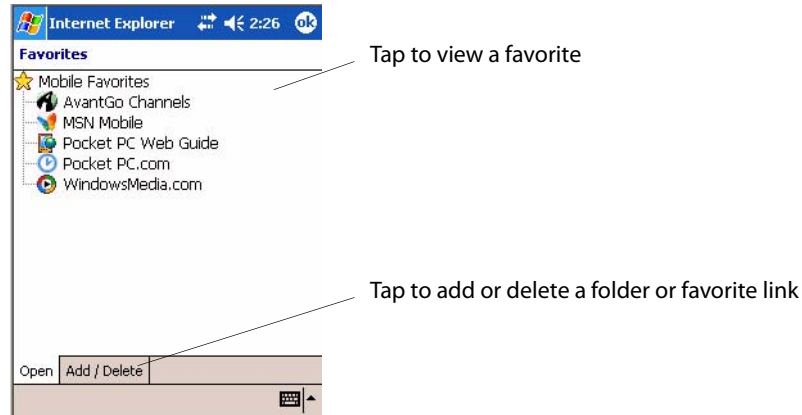 Internet Explorer 2:26 ok
Favorites
Tap to view a favorite
Mobile Favorites
AvantGo Channels
MSN Mobile
Pocket PC Web Guide
Pocket PC.com
WindowsMedia.com
Tap to add or delete a folder or favorite link
Open Add / Delete